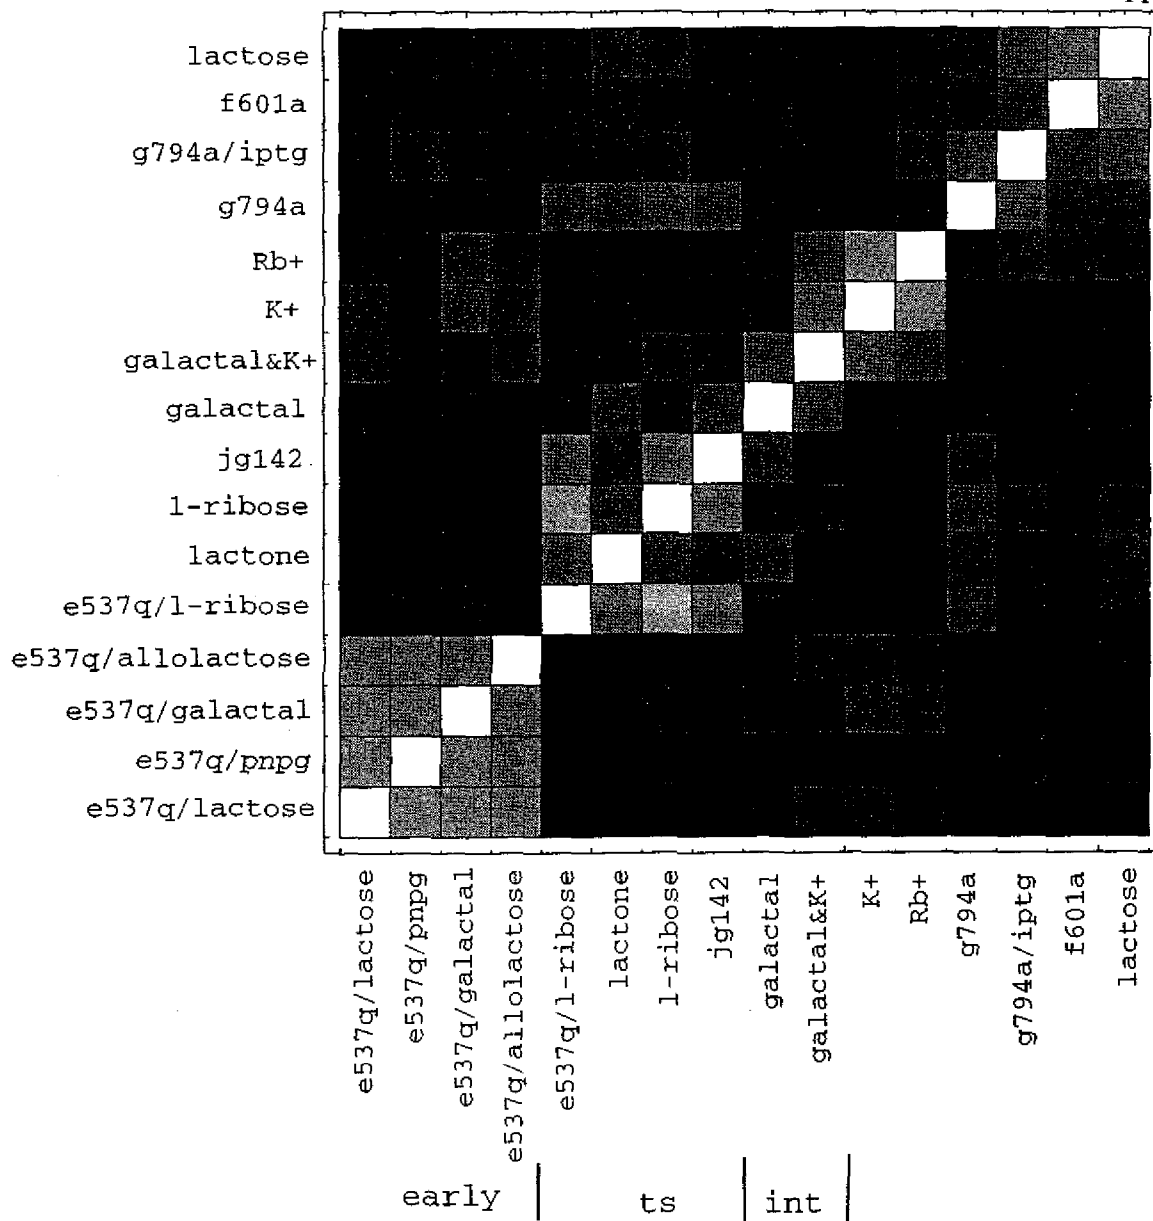 lactose
f601a
g794a/iptg
g794a
Rb+
K+
galactal&K+
galactal
jg142
l-ribose
lactone
e537q/l-ribose
e537q/allolactose
e537q/galactal
e537q/pnpg
e537q/lactose
e537q/lactose
e537q/pnpg
e537q/galactal
e537q/allolactose
e537q/l-ribose
lactone
l-ribose
jg142
galactal
galactal&K+
K+
Rb+
g794a
g794a/iptg
f601a
lactose
early
ts
int